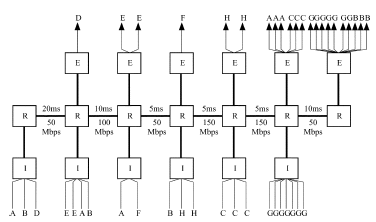 D E E F H H AAA CCC GGGGG GGBBB
E E E E E E
20ms 10ms 5ms 5ms 5ms 10ms
R R R R R R R
50 100 50 150 150 50
Mbps Mbps Mbps Mbps Mbps Mbps
I I I I I I
A B D E E A B A F B H H C C C GGGGGGG